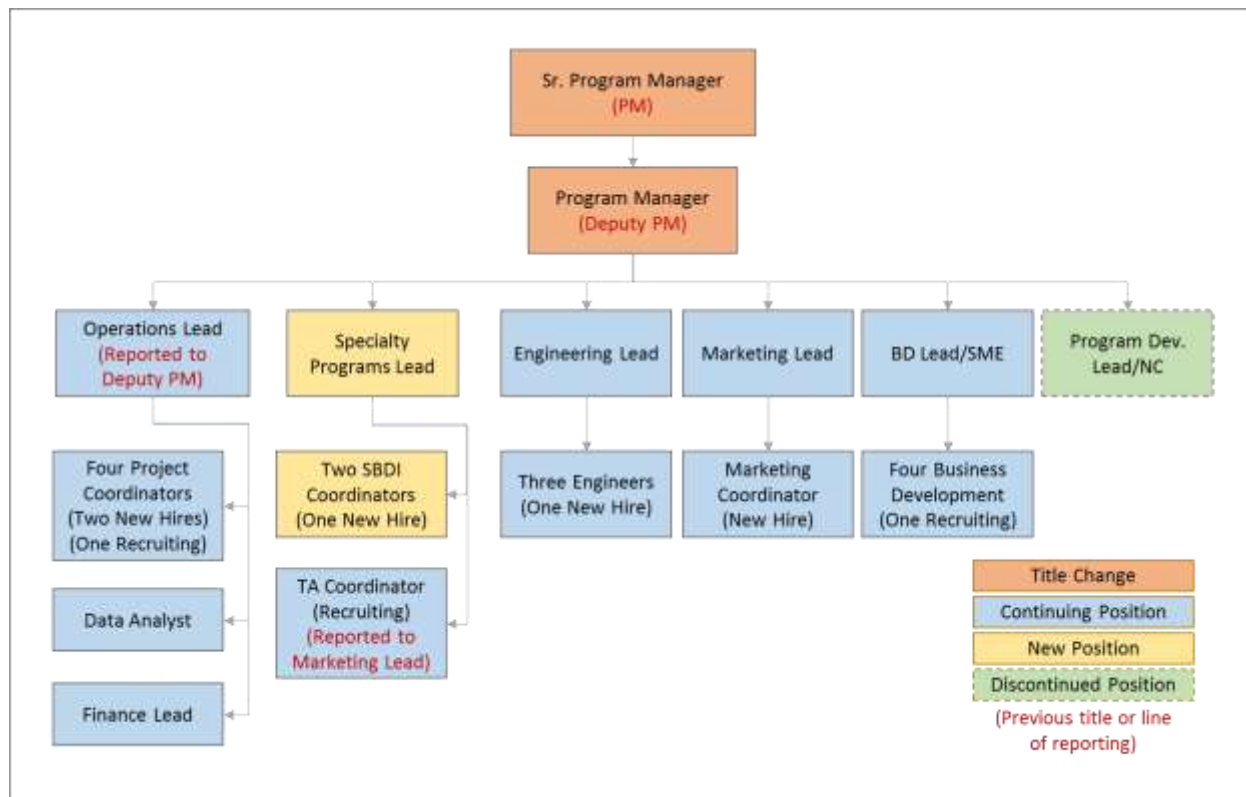 Sr. Program Manager
(PM)
Program Manager
(Deputy PM)
Operations Lead
(Reported to
Deputy PM)
Specialty
Programs Lead
Engineering Lead
Marketing Lead
BD Lead/SME
Program Dev.
Lead/NC
Four Project
Coordinators
(Two New Hires)
(One Recruiting)
Two SBDI
Coordinators
(One New Hire)
Three Engineers
(One New Hire)
Marketing
Coordinator
(New Hire)
Four Business
Development
(One Recruiting)
TA Coordinator
(Recruiting)
(Reported to
Marketing Lead)
Data Analyst
Finance Lead
Title Change
Continuing Position
New Position
Discontinued Position
(Previous title or line
of reporting)